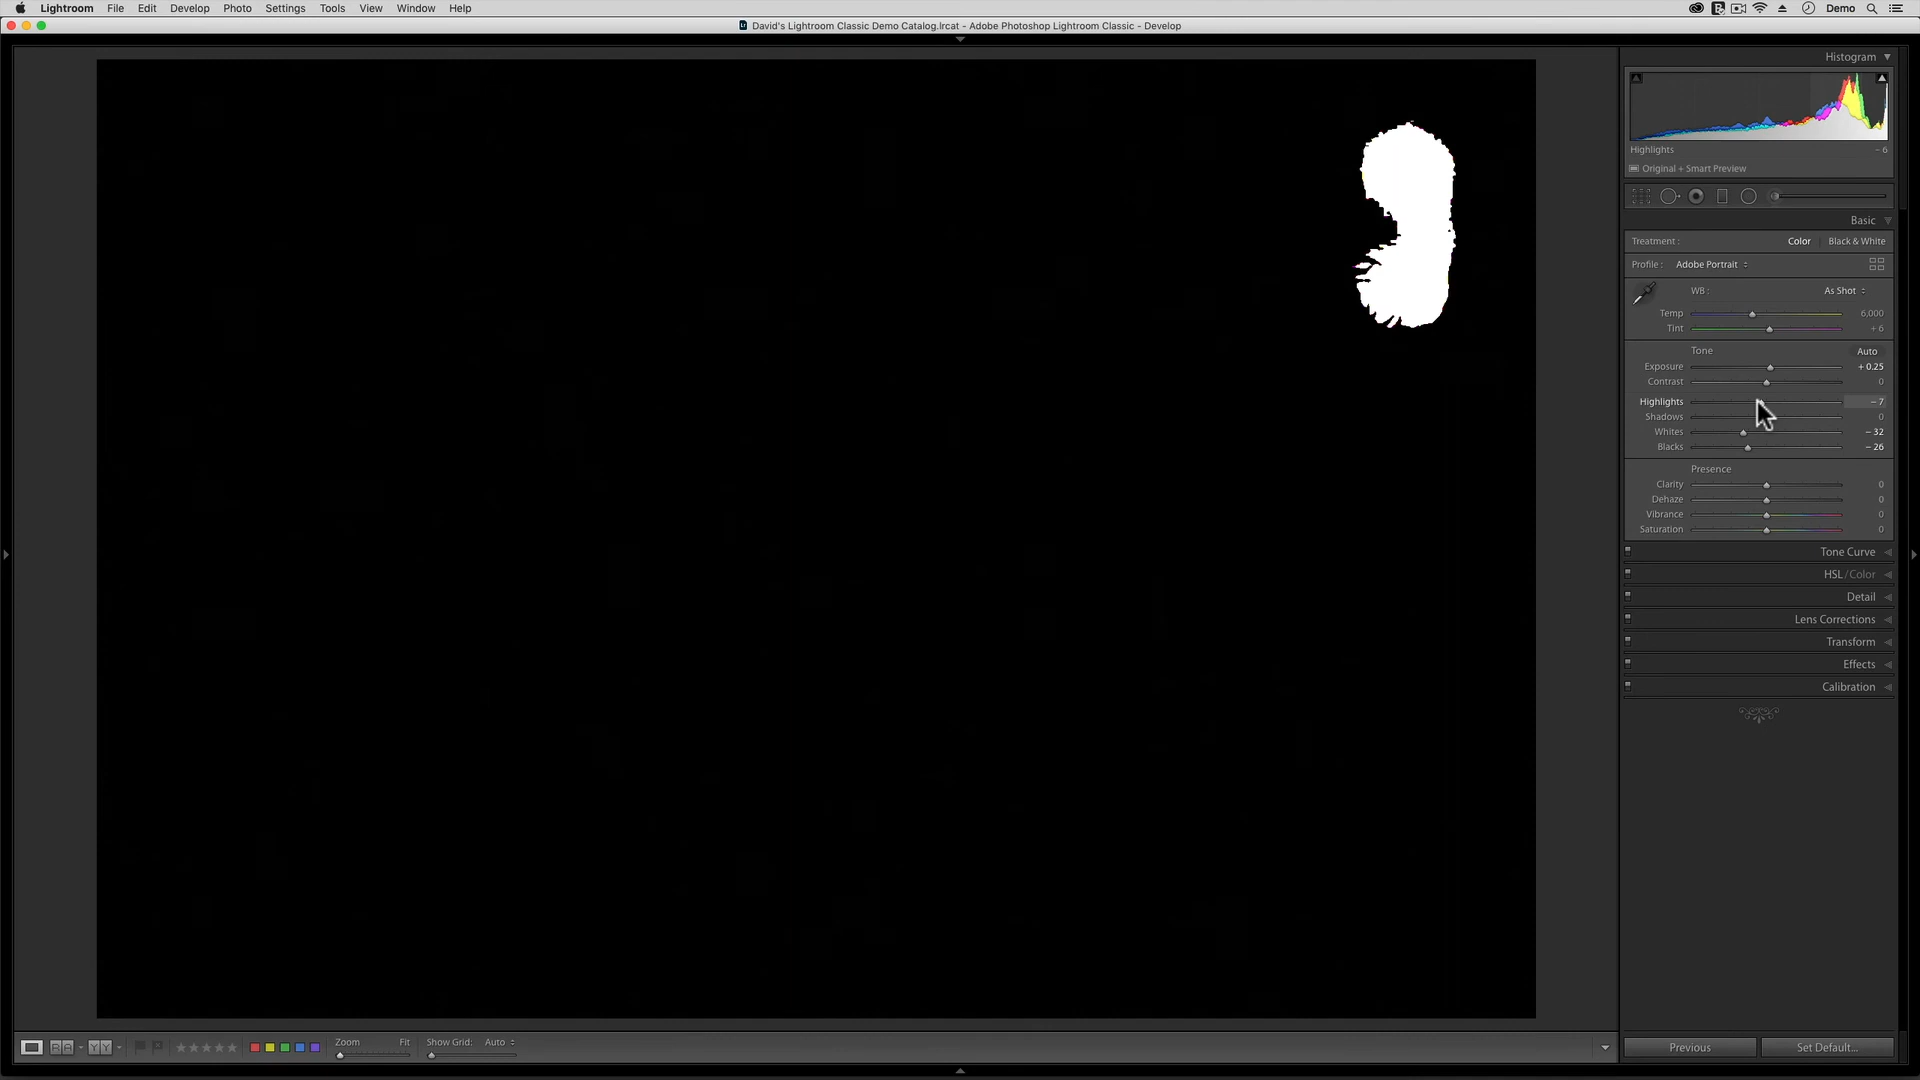 Lightroom File Edit Develop Photo Settings Tools View Window Help Demo
David's Lightroom Classic Demo Catalog.lrcat - Adobe Photoshop Lightroom Classic - Develop
Histogram
Highlights - 6
Original + Smart Preview
Basic
Treatment : Color Black & White
Profile : Adobe Portrait
WB : As Shot
Temp 6,000
Tint + 6
Tone Auto
Exposure + 0.25
Contrast 0
Highlights - 7
Shadows 0
Whites - 32
Blacks - 26
Presence
Clarity 0
Dehaze 0
Vibrance 0
Saturation 0
Tone Curve
HSL / Color
Detail
Lens Corrections
Transform
Effects
Calibration
Zoom Fit Show Grid: Auto
Previous Set Default...